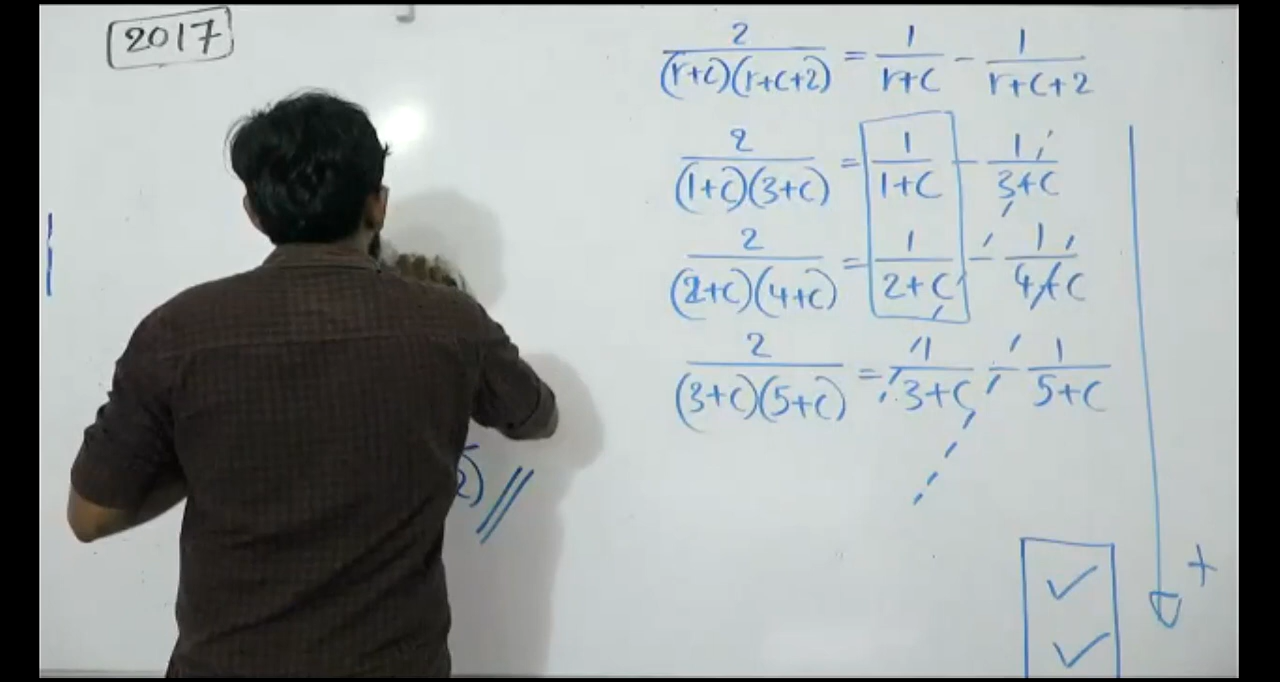 2017
2/((r+c)(r+c+2)) = 1/(r+c) - 1/(r+c+2)
2/((1+c)(3+c)) = 1/(1+c) - 1/(3+c)
2/((2+c)(4+c)) = 1/(2+c) - 1/(4+c)
2/((3+c)(5+c)) = 1/(3+c) - 1/(5+c)
2) //
+
✓
✓